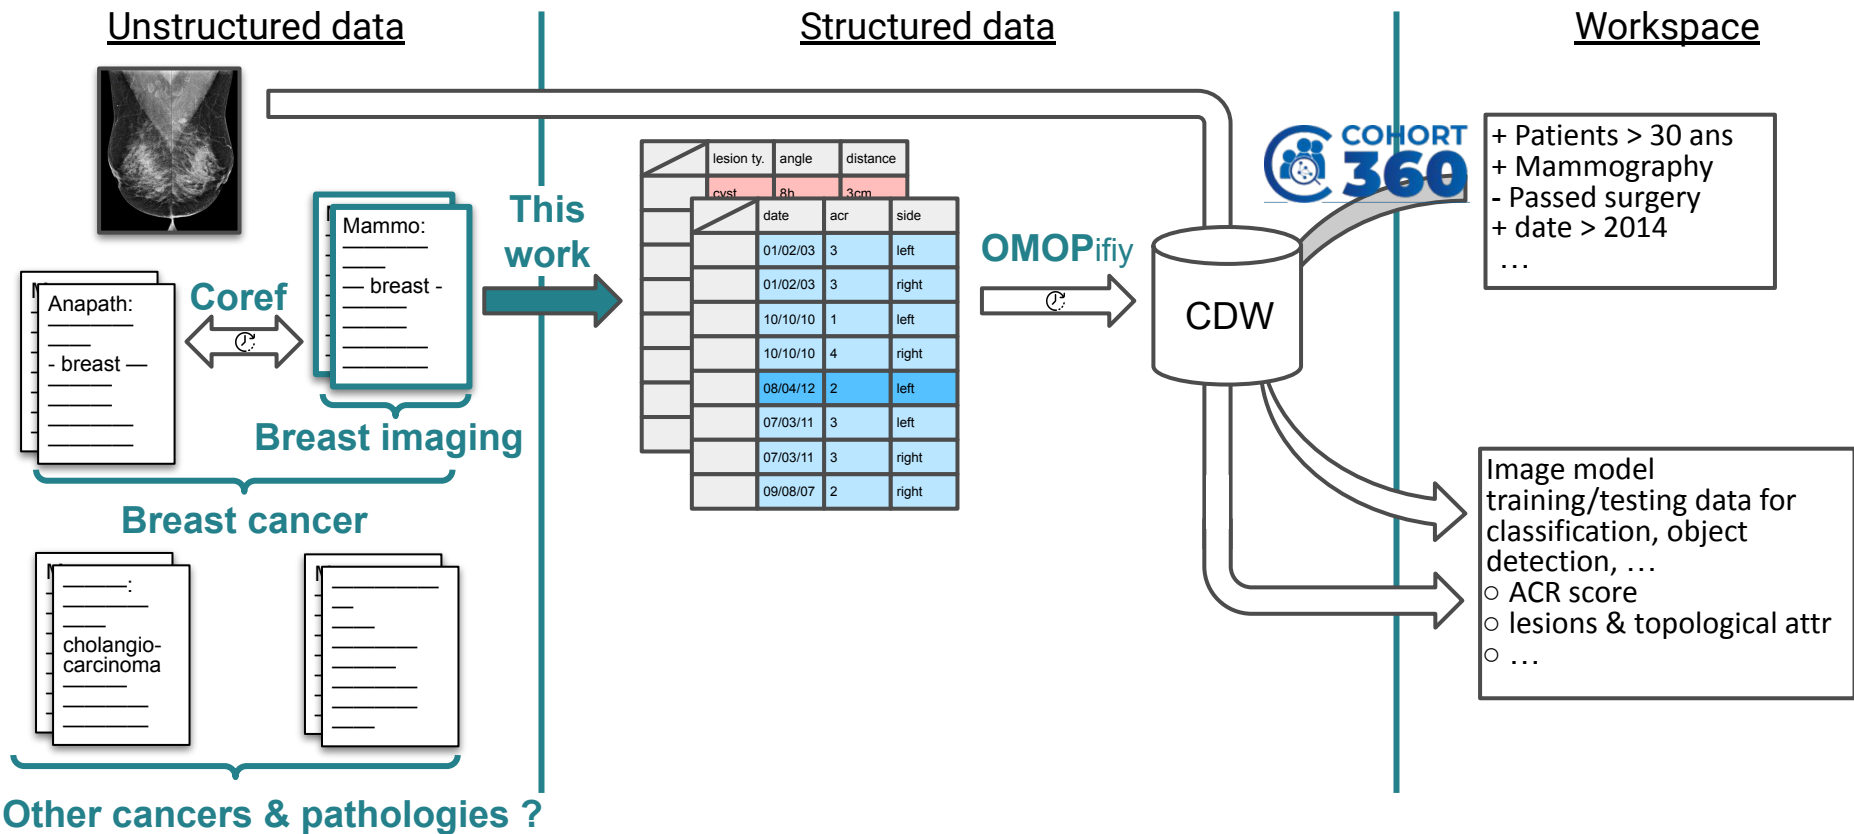 Unstructured data
Structured data
Workspace
Mammo:
— breast -
Anapath:
- breast —
Coref
This
work
Breast imaging
Breast cancer
cholangio-
carcinoma
Other cancers & pathologies ?
lesion ty. angle distance
cyst 8h 3cm
date acr side
01/02/03 3 left
01/02/03 3 right
10/10/10 1 left
10/10/10 4 right
08/04/12 2 left
07/03/11 3 left
07/03/11 3 right
09/08/07 2 right
OMOPifiy
CDW
COHORT
360
+ Patients > 30 ans
+ Mammography
- Passed surgery
+ date > 2014
…
Image model
training/testing data for
classification, object
detection, …
○ ACR score
○ lesions & topological attr
○ …